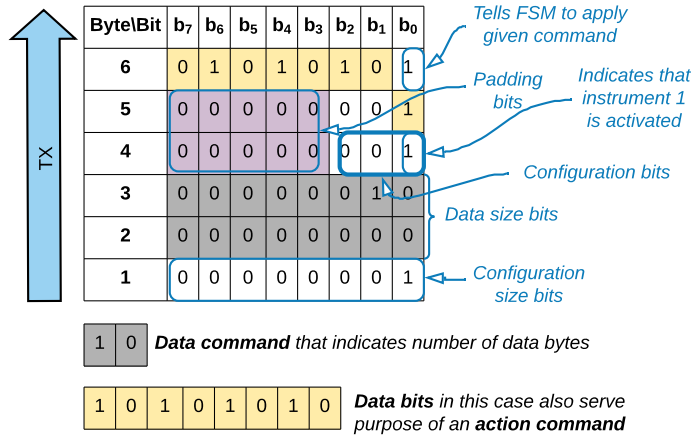 Byte\Bit b7 b6 b5 b4 b3 b2 b1 b0
6 0 1 0 1 0 1 0 1
5 0 0 0 0 0 0 0 1
4 0 0 0 0 0 0 0 1
3 0 0 0 0 0 0 1 0
2 0 0 0 0 0 0 0 0
1 0 0 0 0 0 0 0 1
TX
Tells FSM to apply
given command
Padding
bits
Indicates that
instrument 1
is activated
Configuration bits
Data size bits
Configuration
size bits
1 0
Data command that indicates number of data bytes
1 0 1 0 1 0 1 0
Data bits in this case also serve
purpose of an action command